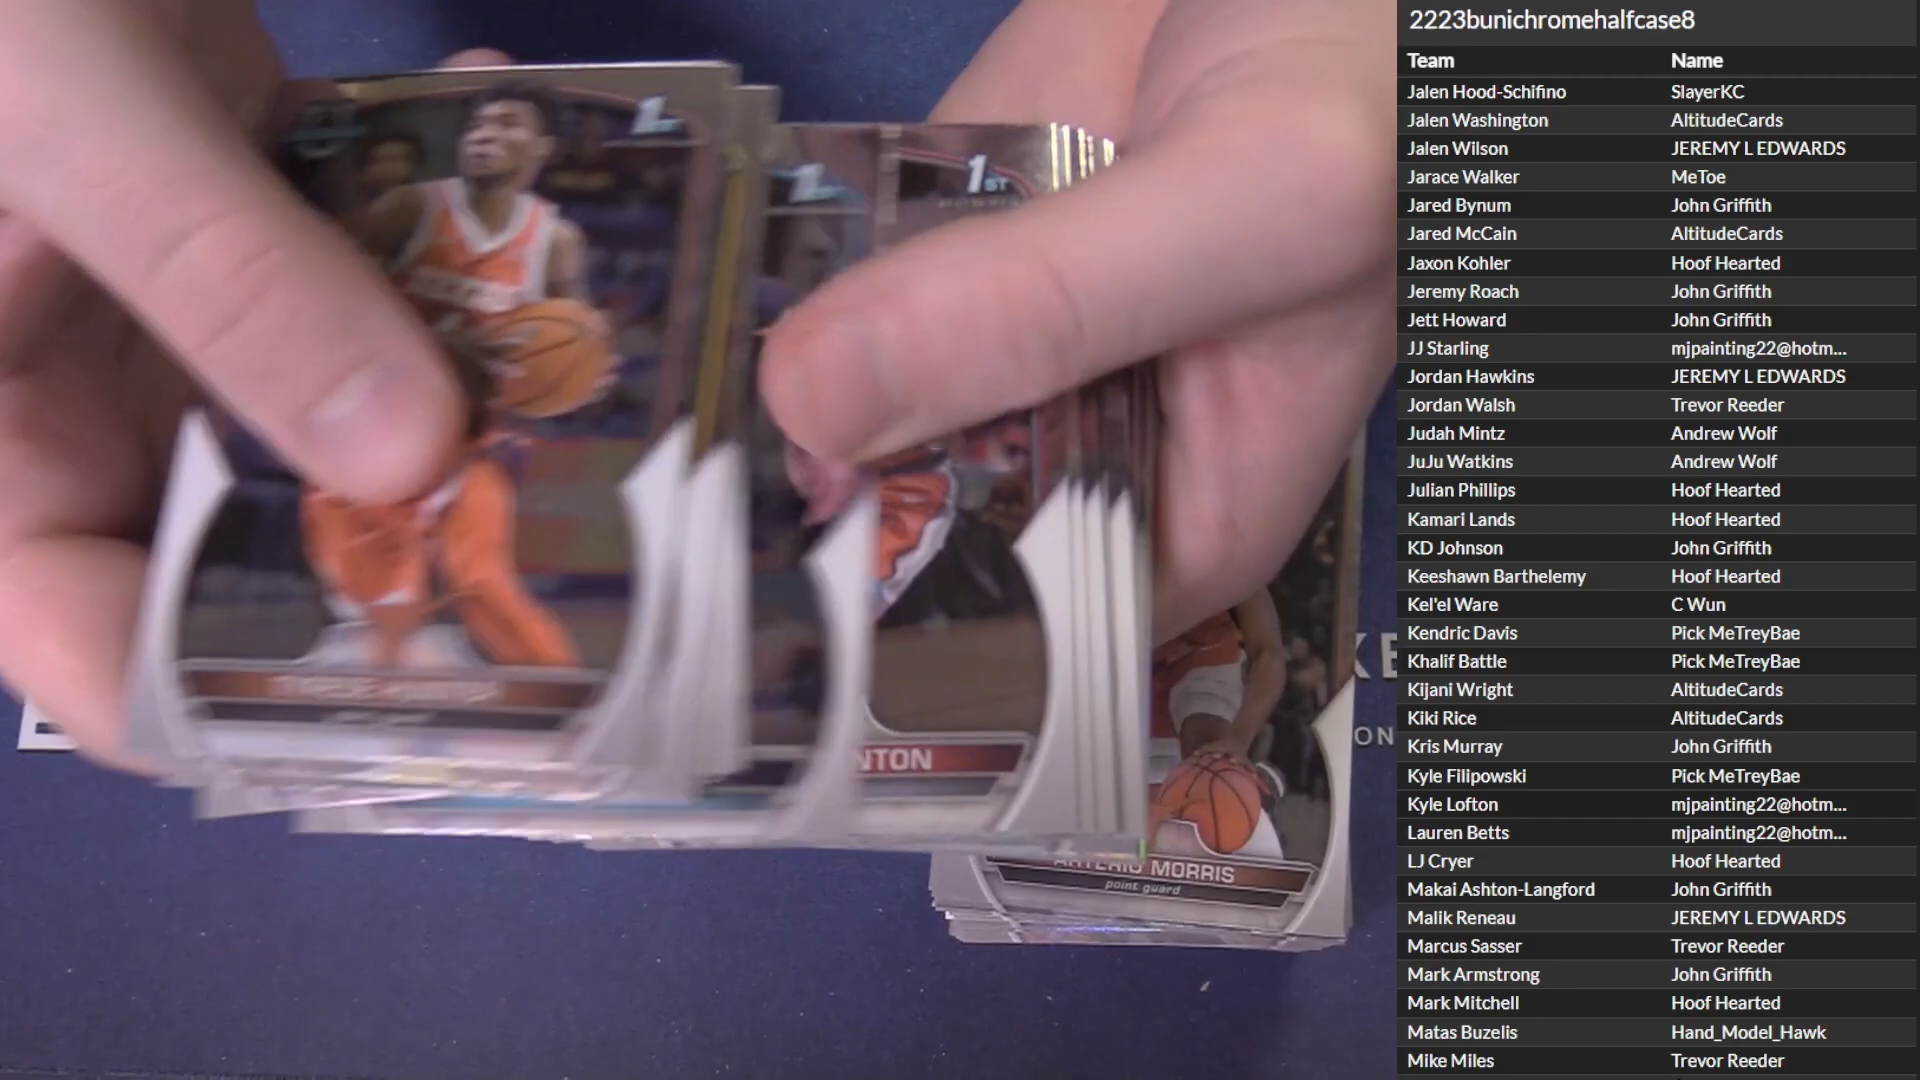 2223bunichromehalfcase8
Team Name
Jalen Hood-Schifino SlayerKC
Jalen Washington AltitudeCards
Jalen Wilson JEREMY L EDWARDS
Jarace Walker MeToe
Jared Bynum John Griffith
Jared McCain AltitudeCards
Jaxon Kohler Hoof Hearted
Jeremy Roach John Griffith
Jett Howard John Griffith
JJ Starling mjpainting22@hotm...
Jordan Hawkins JEREMY L EDWARDS
Jordan Walsh Trevor Reeder
Judah Mintz Andrew Wolf
JuJu Watkins Andrew Wolf
Julian Phillips Hoof Hearted
Kamari Lands Hoof Hearted
KD Johnson John Griffith
Keeshawn Barthelemy Hoof Hearted
Kel'el Ware C Wun
Kendric Davis Pick MeTreyBae
Khalif Battle Pick MeTreyBae
Kijani Wright AltitudeCards
Kiki Rice AltitudeCards
Kris Murray John Griffith
Kyle Filipowski Pick MeTreyBae
Kyle Lofton mjpainting22@hotm...
Lauren Betts mjpainting22@hotm...
LJ Cryer Hoof Hearted
Makai Ashton-Langford John Griffith
Malik Reneau JEREMY L EDWARDS
Marcus Sasser Trevor Reeder
Mark Armstrong John Griffith
Mark Mitchell Hoof Hearted
Matas Buzelis Hand_Model_Hawk
Mike Miles Trevor Reeder
1st
1st
1ST
NTON
KE
ON
ARTERIO MORRIS
point guard